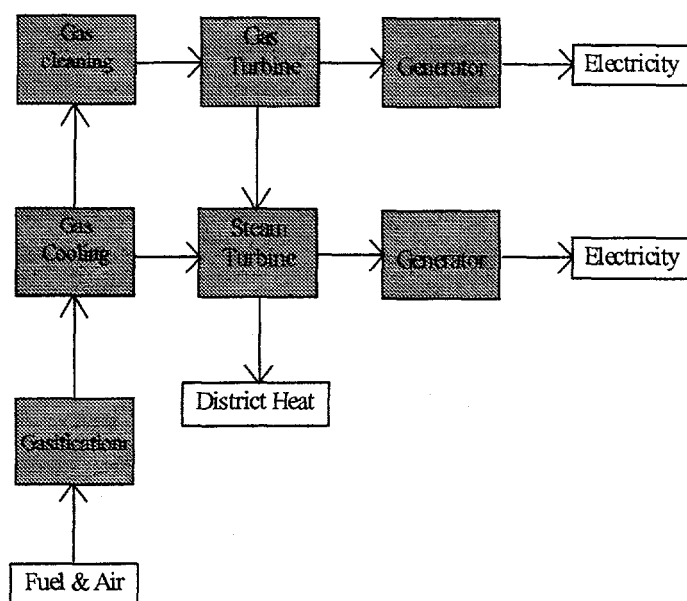 Gas
cleaning
Gas
Turbine
Generator
Electricity
Gas
Cooling
Steam
Turbine
Generator
Electricity
District Heat
Gasification
Fuel & Air